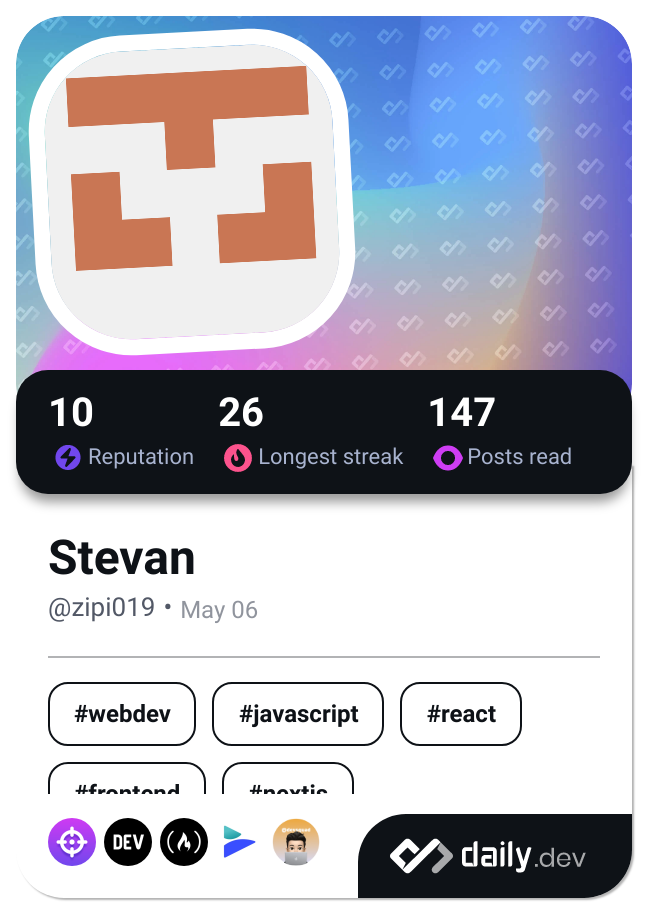 10 26 147
Reputation Longest streak Posts read
Stevan
@zipi019 • May 06
#webdev #javascript #react
#frontend #nextjs
DEV
daily.dev